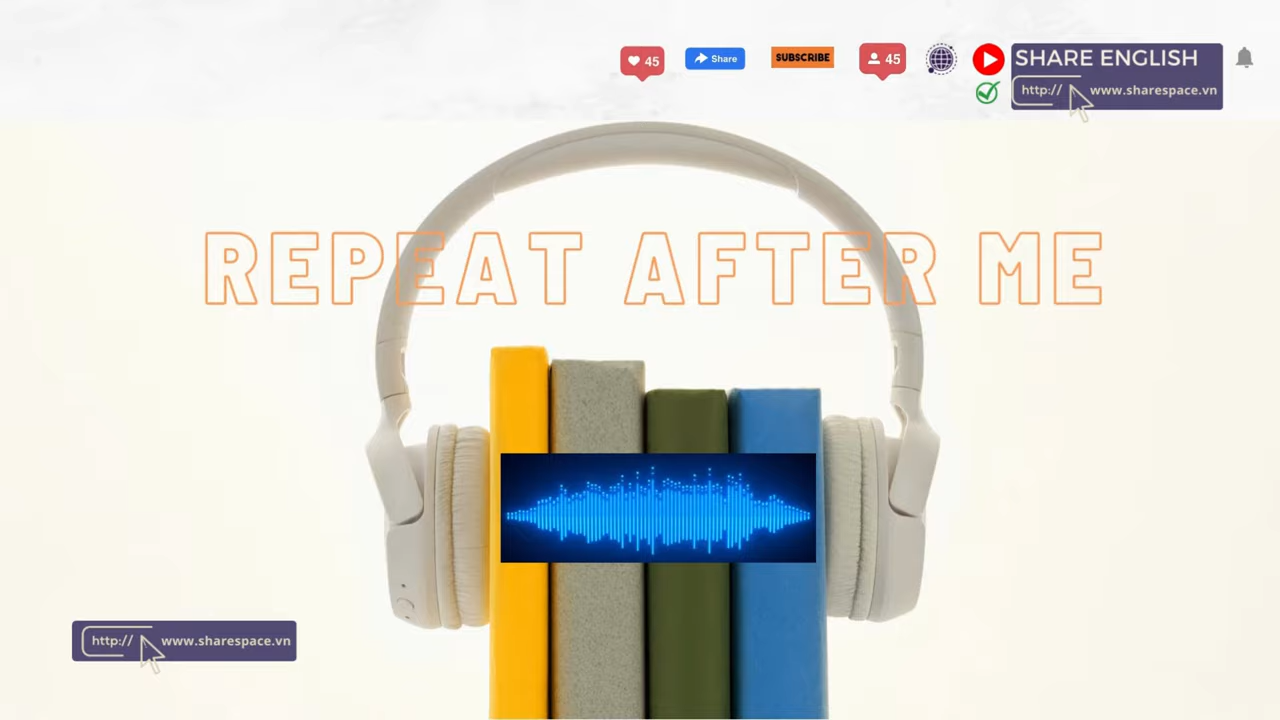 45
Share
SUBSCRIBE
45
SHARE ENGLISH
http:// www.sharespace.vn
REPEAT AFTER ME
http:// www.sharespace.vn